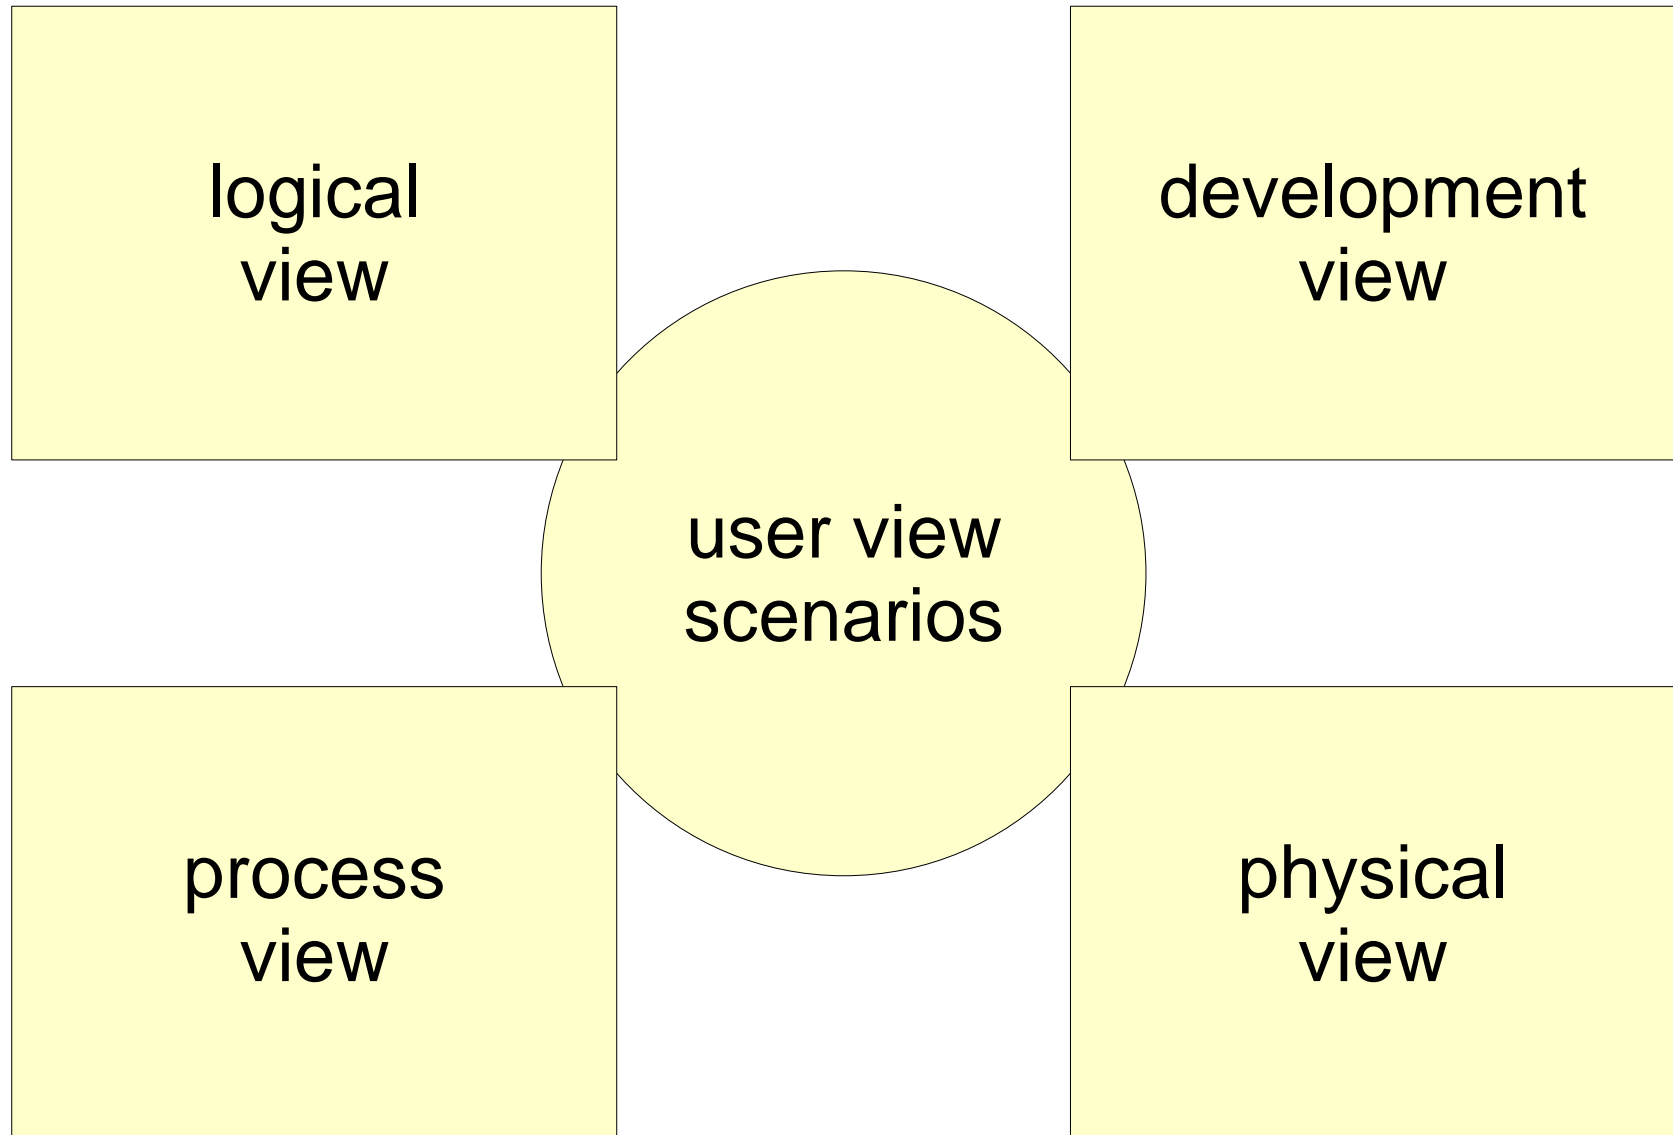 logical
view
development
view
user view
scenarios
process
view
physical
view